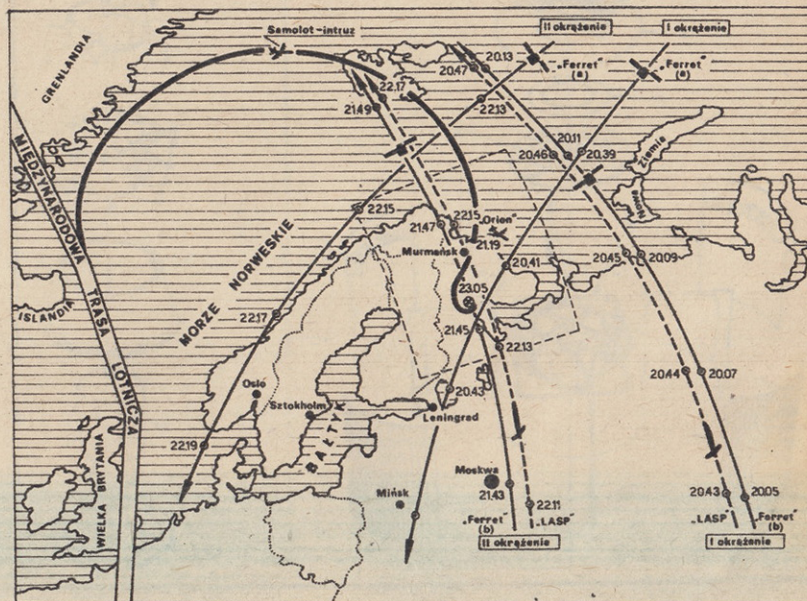 Samolot-intruz
II okrążenie
I okrążenie
GRENLANDIA
20.47
20.13
„Ferret"
(a)
„Ferret"
(a)
22.17
21.49
22.13
20.11
20.46
20.39
Nowa
Ziemia
MIĘDZYNARODOWA TRASA LOTNICZA
22.15
21.47
22.15
„Orion"
21.19
Murmańsk
20.41
20.45
20.09
ISLANDIA
MORZE NORWESKIE
23.05
22.17
21.45
22.13
20.44
20.07
20.43
Oslo
Sztokholm
Leningrad
BAŁTYK
22.19
WIELKA BRYTANIA
Moskwa
Mińsk
21.43
22.11
20.43
20.05
„Ferret"
(b)
„LASP"
„LASP"
„Ferret"
(b)
II okrążenie
I okrążenie